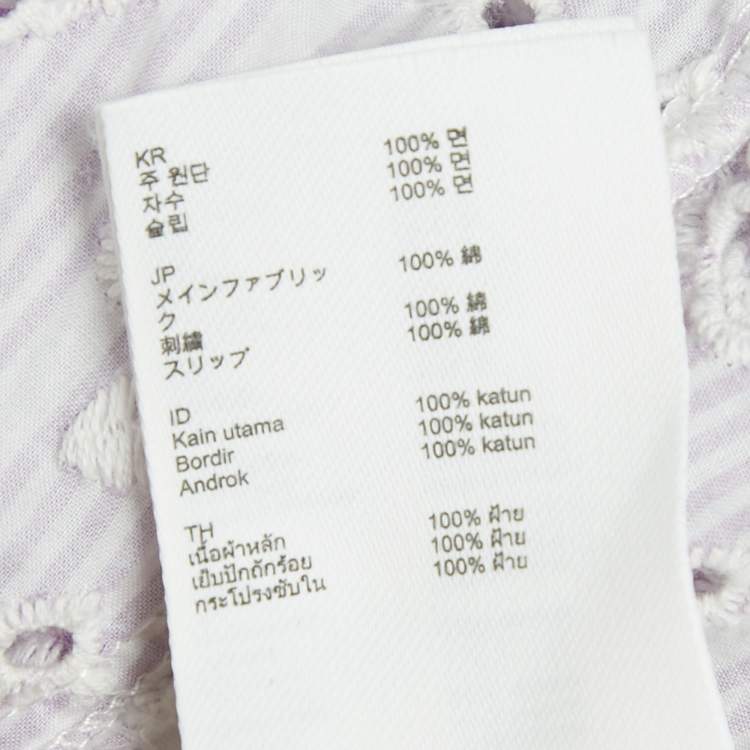 KR
주 원단 100% 면
자수 100% 면
슬립 100% 면
JP
メインファブリッ 100% 綿
ク
刺繍 100% 綿
スリップ 100% 綿
ID
Kain utama 100% katun
Bordir 100% katun
Androk 100% katun
TH
เนื้อผ้าหลัก 100% ฝ้าย
เย็บปักถักร้อย 100% ฝ้าย
กระโปรงซับใน 100% ฝ้าย